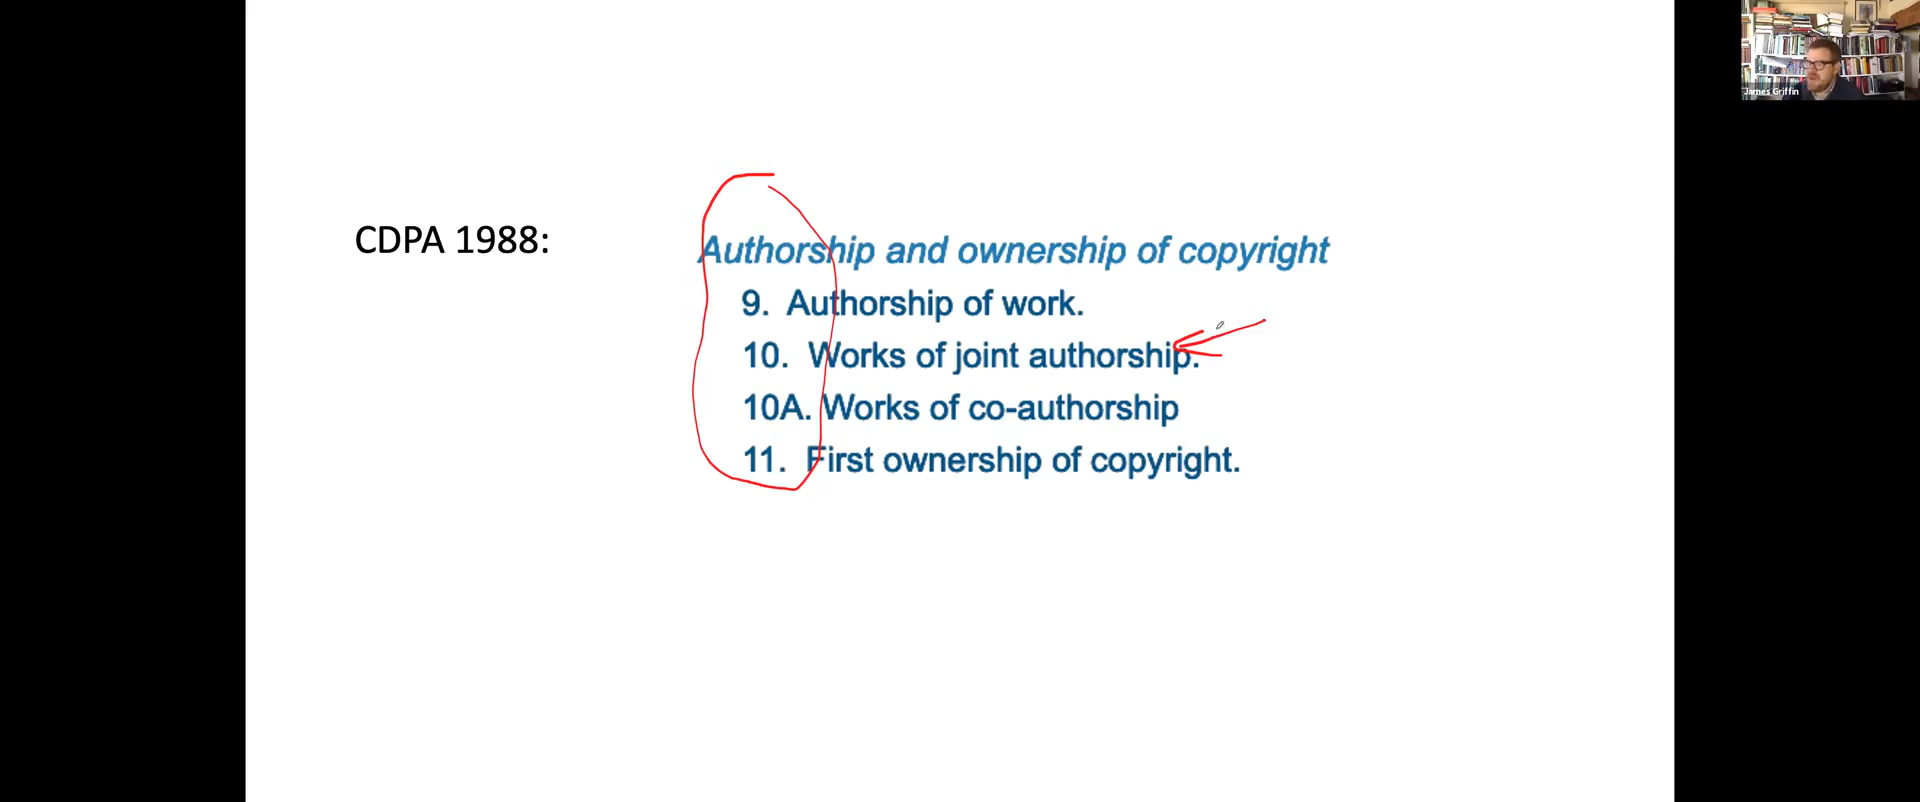 James Griffin
CDPA 1988:
Authorship and ownership of copyright
9. Authorship of work.
10. Works of joint authorship.
10A. Works of co-authorship
11. First ownership of copyright.